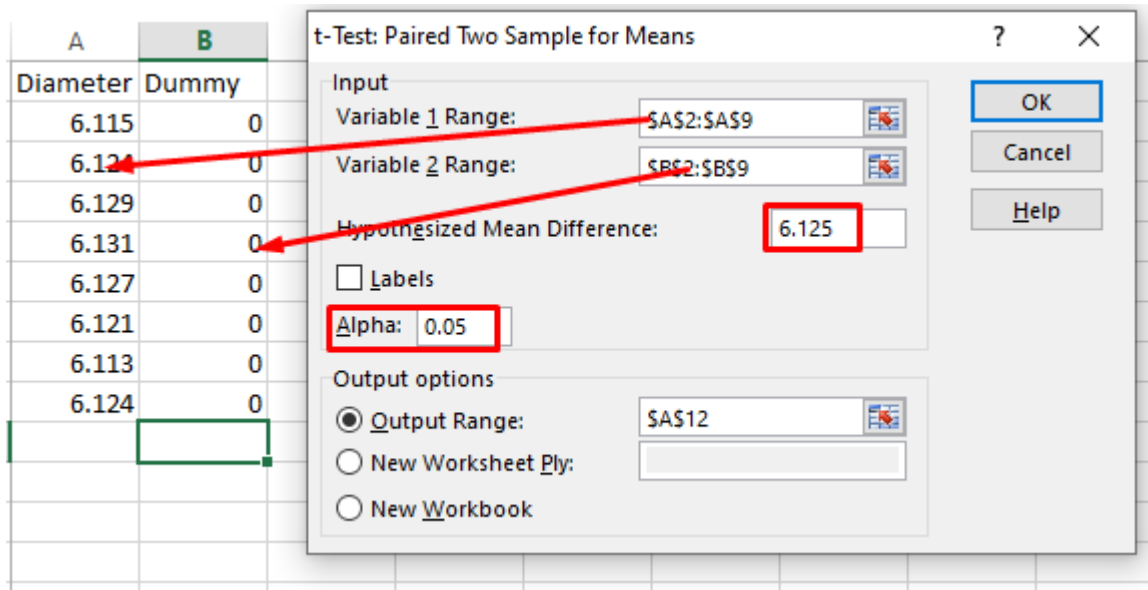 A B
Diameter Dummy
6.115 0
0
6.129 0
6.131 0
6.127 0
6.121 0
6.113 0
6.124 0
t-Test: Paired Two Sample for Means ? ×
Input
Variable 1 Range: $A$2:$A$9
Variable 2 Range: $B$2:$B$9
Hypothesized Mean Difference: 6.125
Labels
Alpha: 0.05
Output options
Output Range: $A$12
New Worksheet Ply:
New Workbook
OK
Cancel
Help